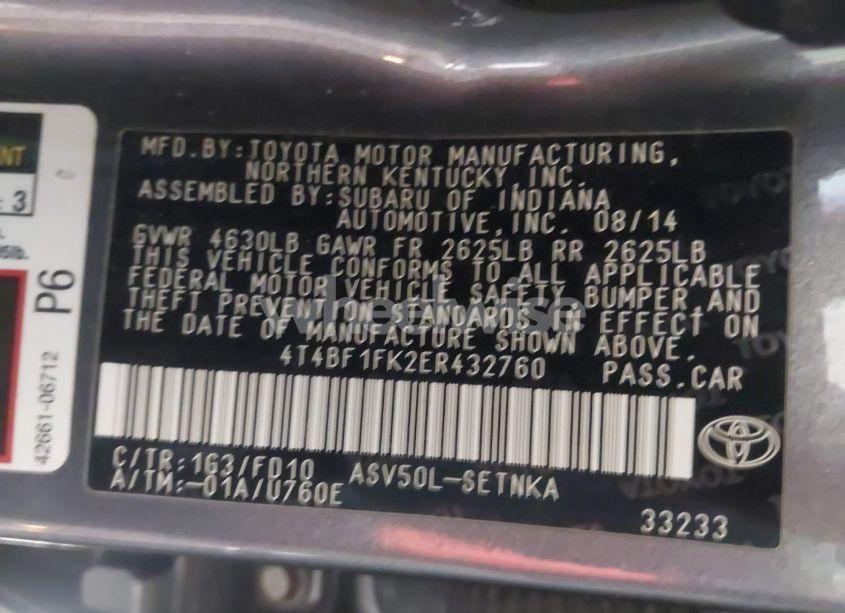 MFD.BY:TOYOTA MOTOR MANUFACTURING,
NORTHERN KENTUCKY, INC.
ASSEMBLED BY:SUBARU OF INDIANA
AUTOMOTIVE,INC. 08/14
GVWR 4630LB GAWR FR 2625LB RR 2625LB
THIS VEHICLE CONFORMS TO ALL APPLICABLE
FEDERAL MOTOR VEHICLE SAFETY, BUMPER,AND
THEFT PREVENTION STANDARDS IN EFFECT ON
THE DATE OF MANUFACTURE SHOWN ABOVE.
4T4BF1FK2ER432760 PASS.CAR
C/TR:1G3/FD10 ASV50L-SETNKA
A/TM:-01A/U760E
33233
P6
42661-06712
3